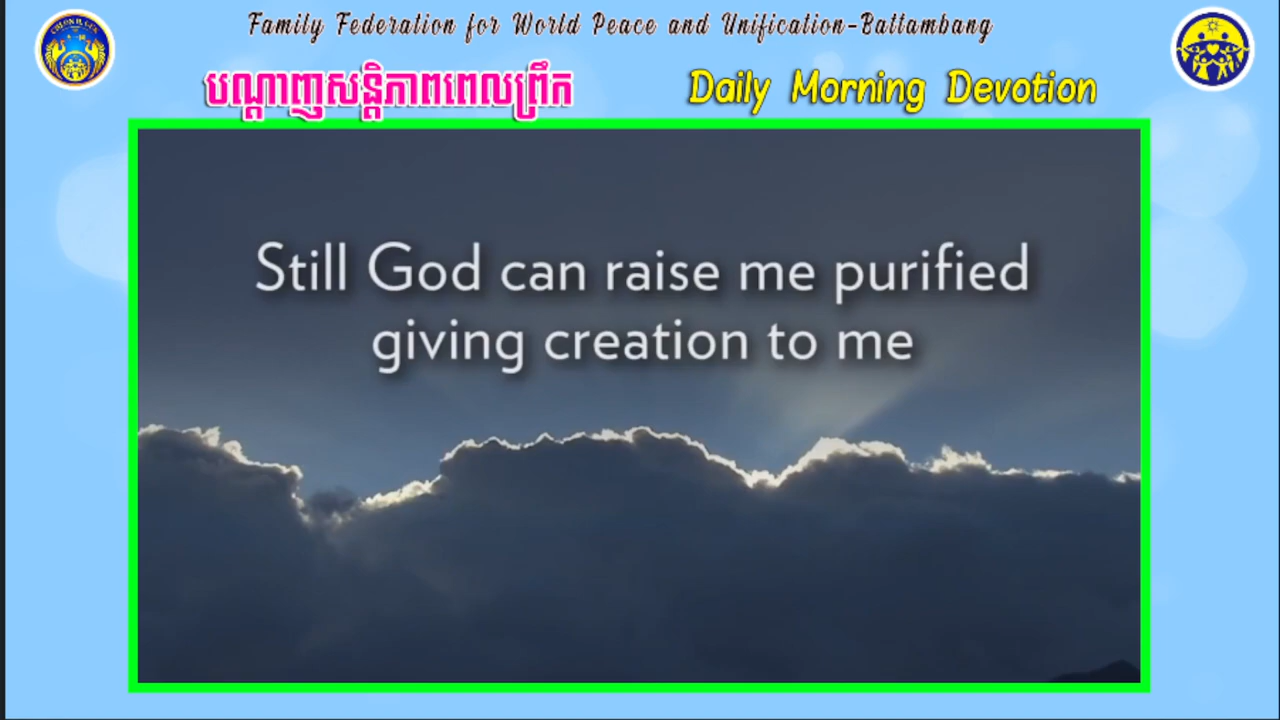 Family Federation for World Peace and Unification-Battambang
បណ្តាញសន្តិភាពពេលព្រឹក
Daily Morning Devotion
Still God can raise me purified
giving creation to me